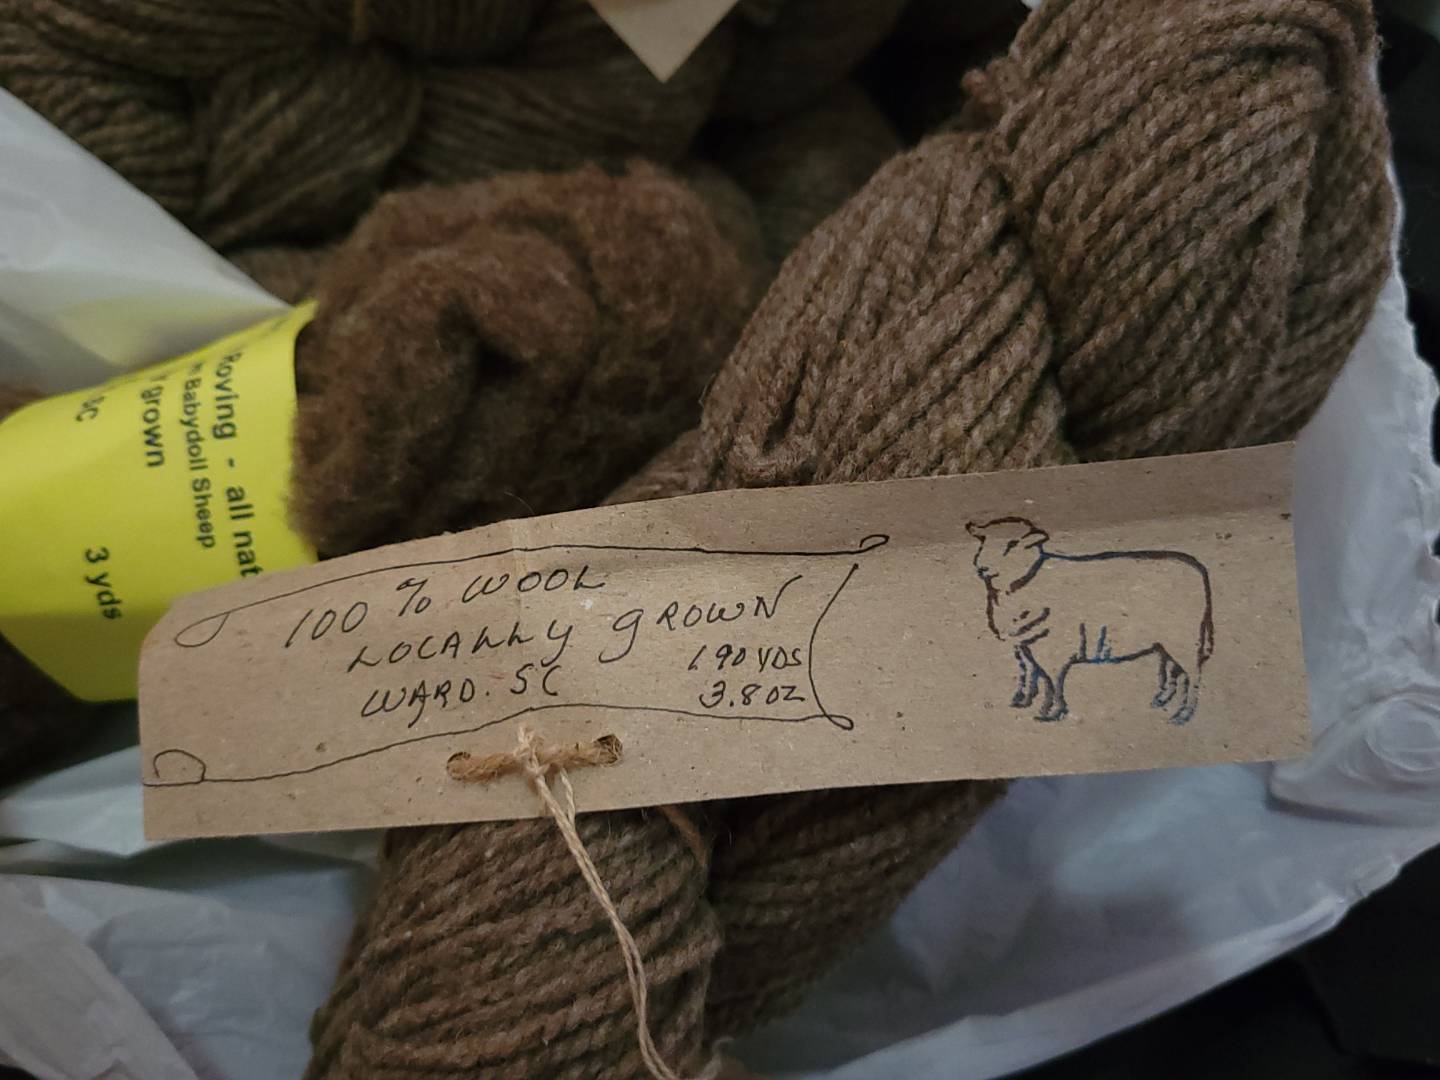 Roving - all nat
Babydoll Sheep
grown
3 yds
100 % WOOL
LOCALLY GROWN
WARD. SC
190 YDS
3.8 OZ